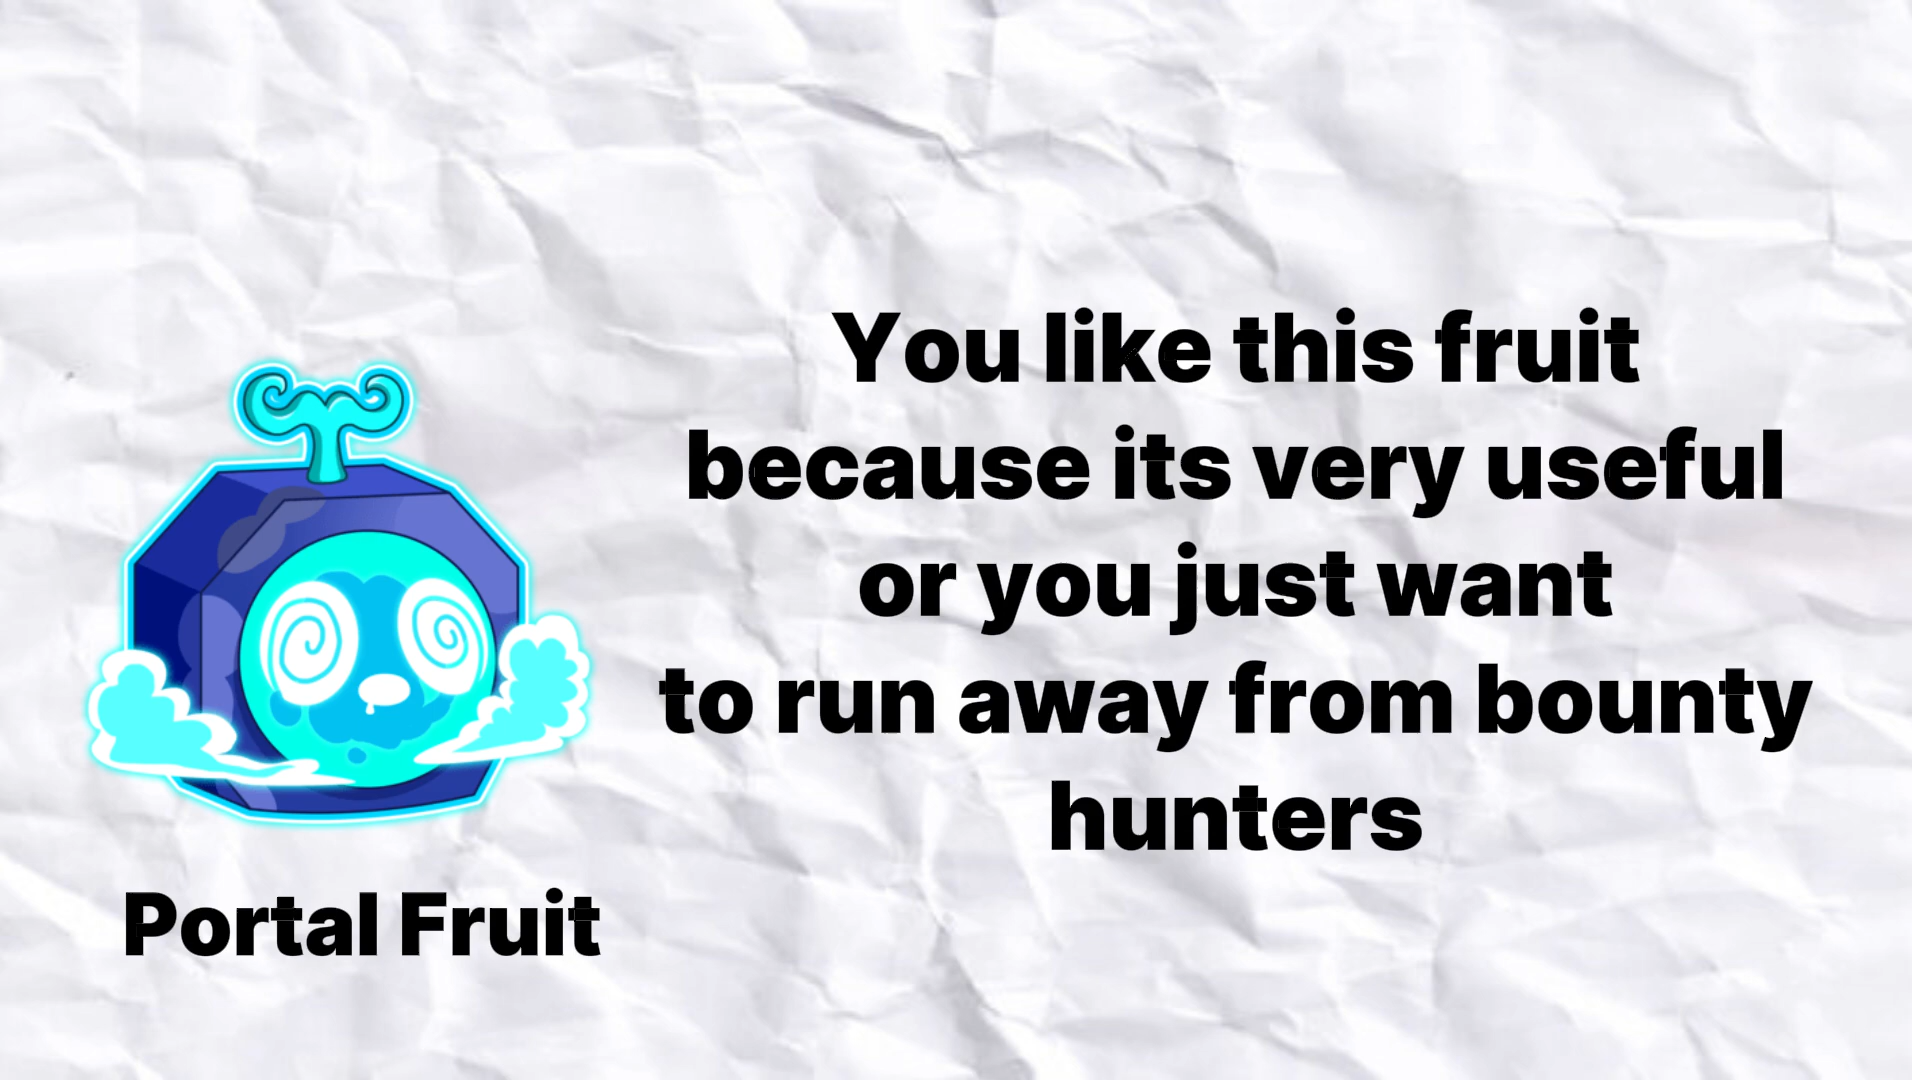 You like this fruit
because its very useful
or you just want
to run away from bounty
hunters
Portal Fruit